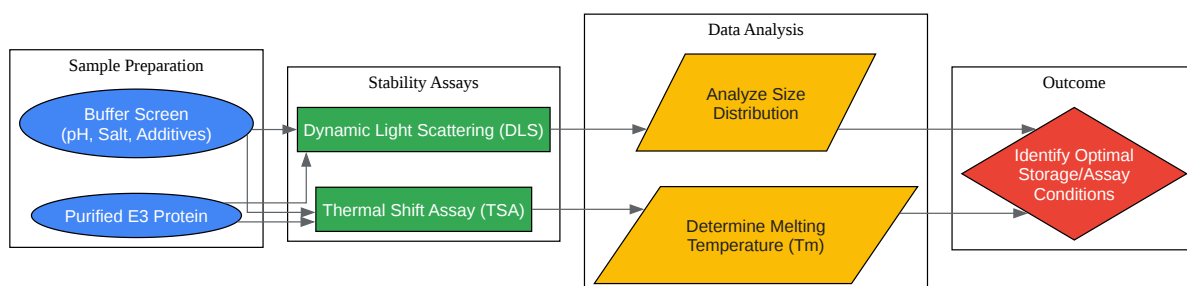 Sample Preparation
Buffer Screen
(pH, Salt, Additives)
Purified E3 Protein
Stability Assays
Dynamic Light Scattering (DLS)
Thermal Shift Assay (TSA)
Data Analysis
Analyze Size
Distribution
Determine Melting
Temperature (Tm)
Outcome
Identify Optimal
Storage/Assay
Conditions